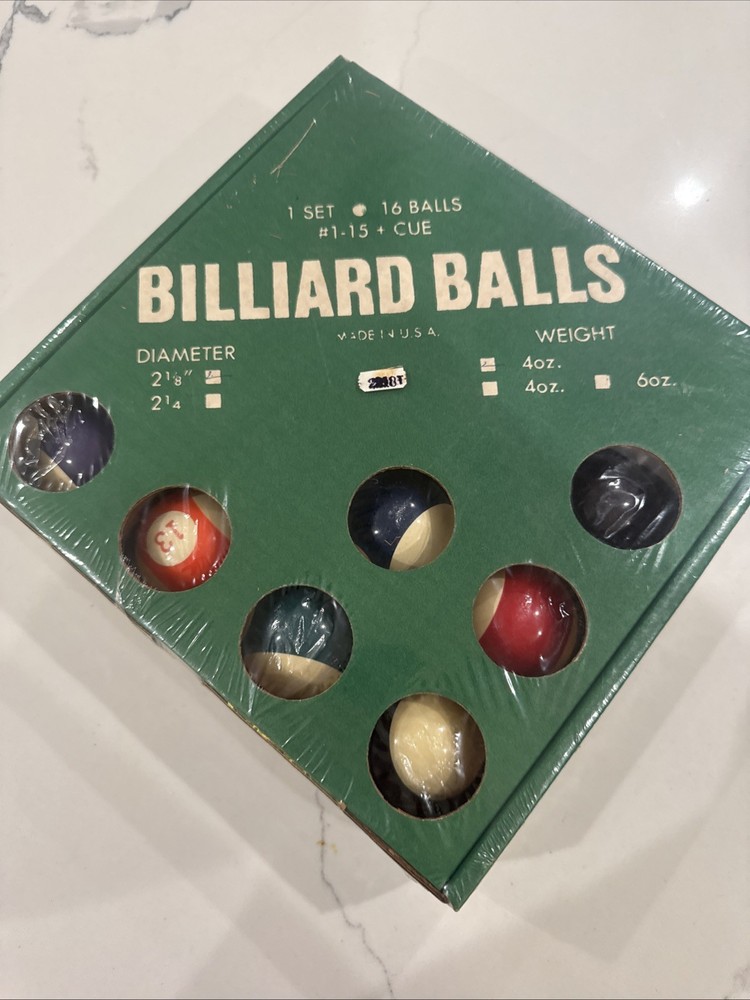 1 SET ● 16 BALLS
#1-15 + CUE
BILLIARD BALLS
MADE IN U.S.A.
DIAMETER
2 1/8"
2 1/4
WEIGHT
4oz.
4oz. 6oz.
13